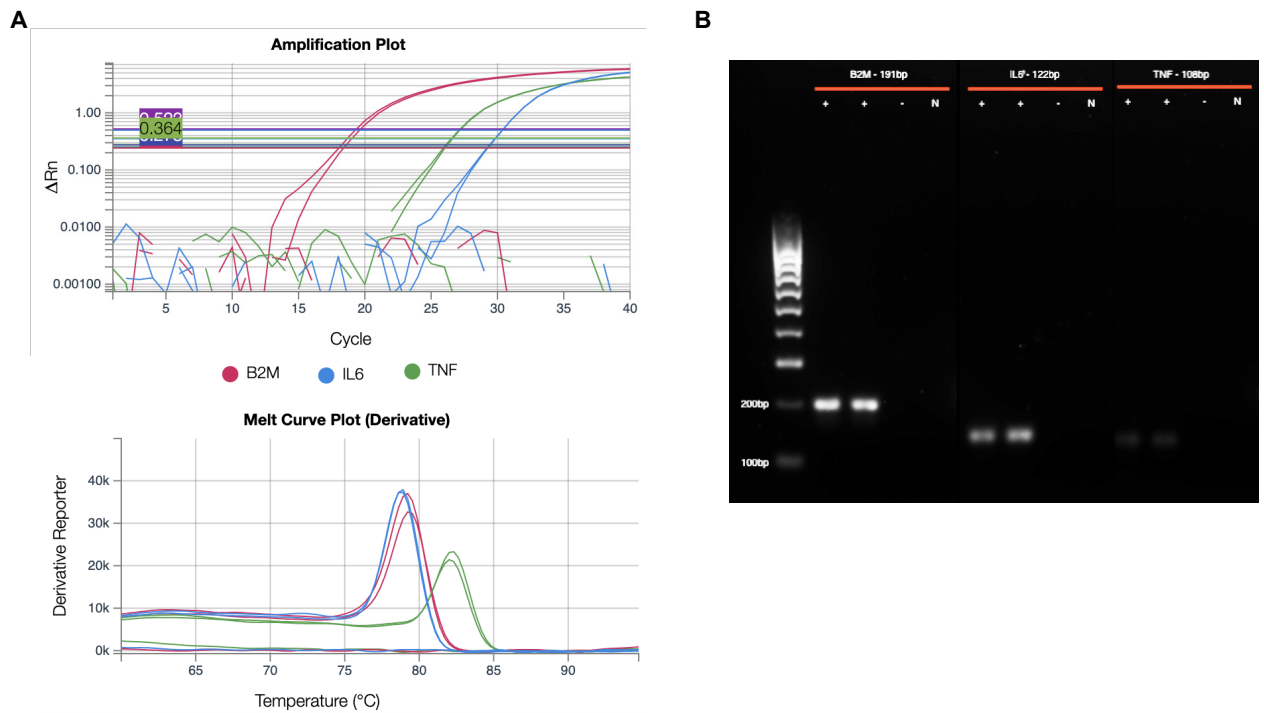 A
Amplification Plot
1.00
0.100
0.0100
0.00100
ΔRn
0.364
5 10 15 20 25 30 35 40
Cycle
B2M IL6 TNF
Melt Curve Plot (Derivative)
40k
30k
20k
10k
0k
Derivative Reporter
65 70 75 80 85 90
Temperature (°C)
B
B2M - 191bp IL6 - 122bp TNF - 108bp
+ + - N + + - N + + - N
200bp
100bp